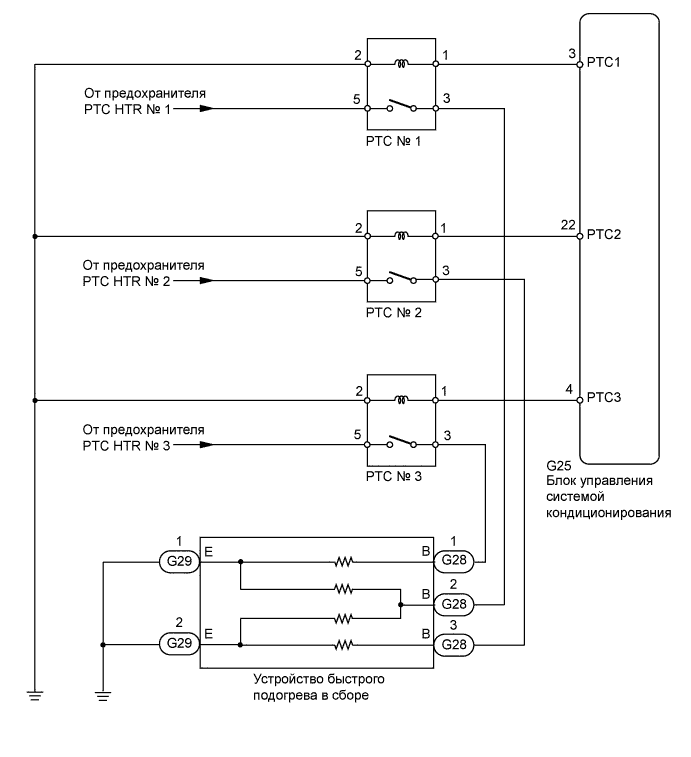 2 1 3 PTC1
От предохранителя
PTC HTR № 1
5 3
PTC № 1
2 1 22 PTC2
От предохранителя
PTC HTR № 2
5 3
PTC № 2
2 1 4 PTC3
От предохранителя
PTC HTR № 3
5 3
PTC № 3
G25
Блок управления
системой
кондиционирования
1 E B 1
G29 G28
B 2
G28
2 E B 3
G29 G28
Устройство быстрого
подогрева в сборе